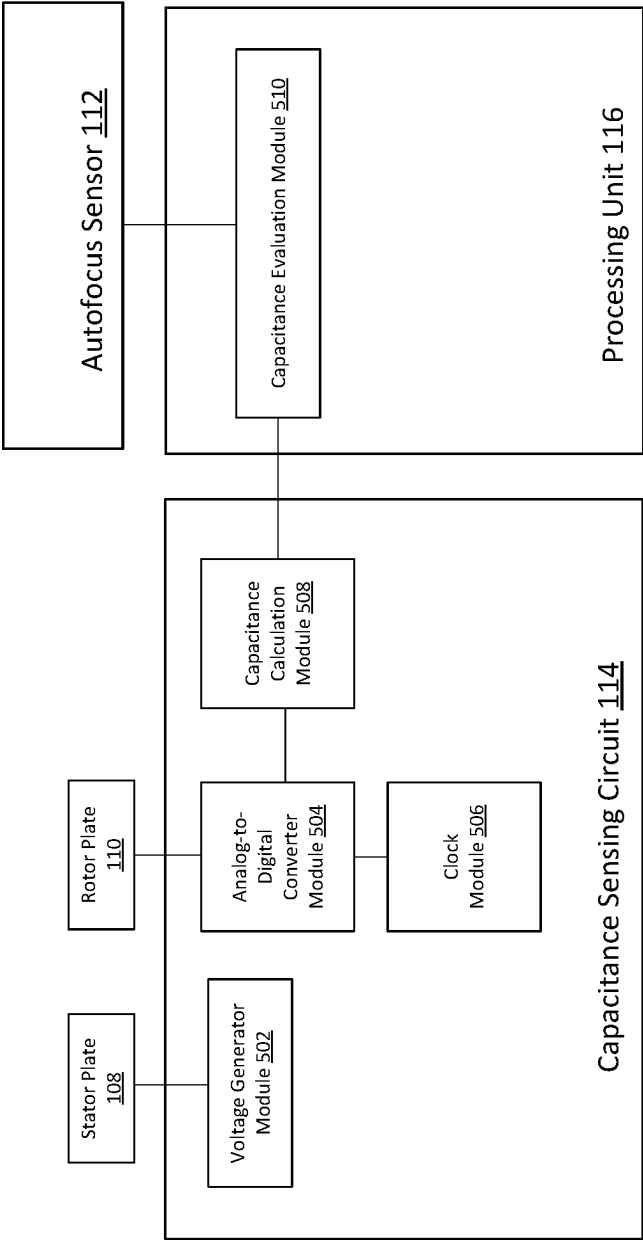 Stator Plate
108
Rotor Plate
110
Autofocus Sensor 112
Voltage Generator
Module 502
Analog-to-
Digital
Converter
Module 504
Capacitance
Calculation
Module 508
Capacitance Evaluation Module 510
Clock
Module 506
Capacitance Sensing Circuit 114
Processing Unit 116